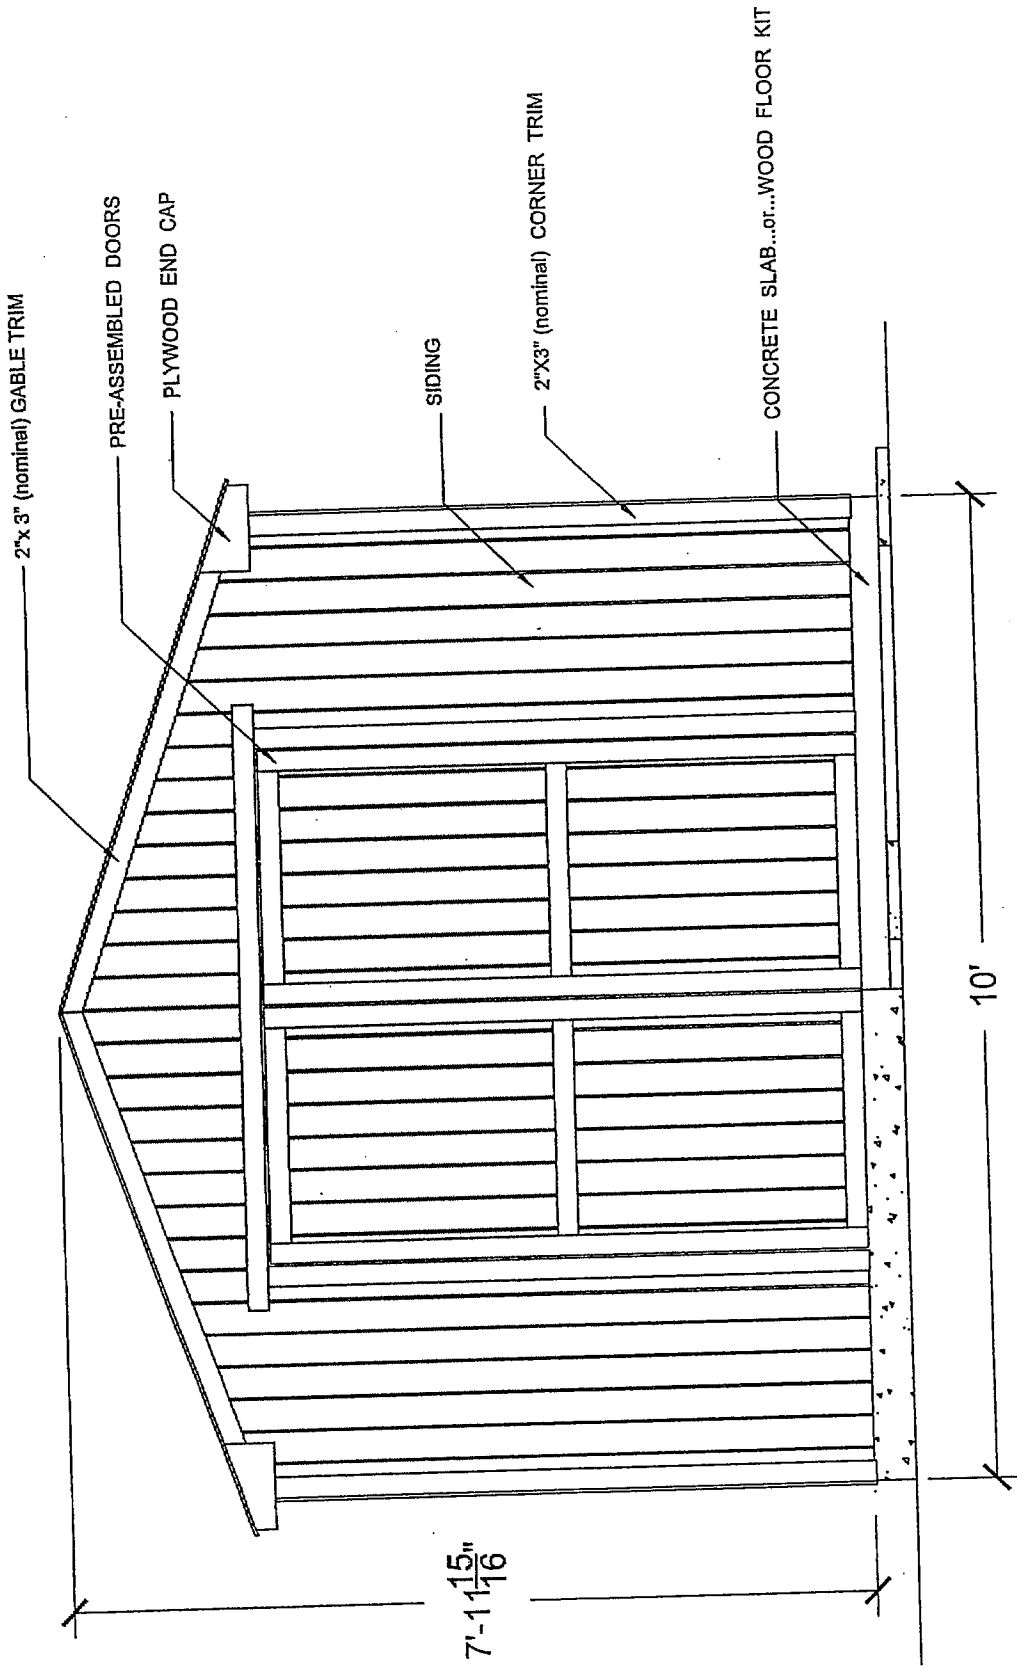 2"x 3" (nominal) GABLE TRIM
PRE-ASSEMBLED DOORS
PLYWOOD END CAP
SIDING
2"X3" (nominal) CORNER TRIM
CONCRETE SLAB...or...WOOD FLOOR KIT
7'-11 15/16"
10'